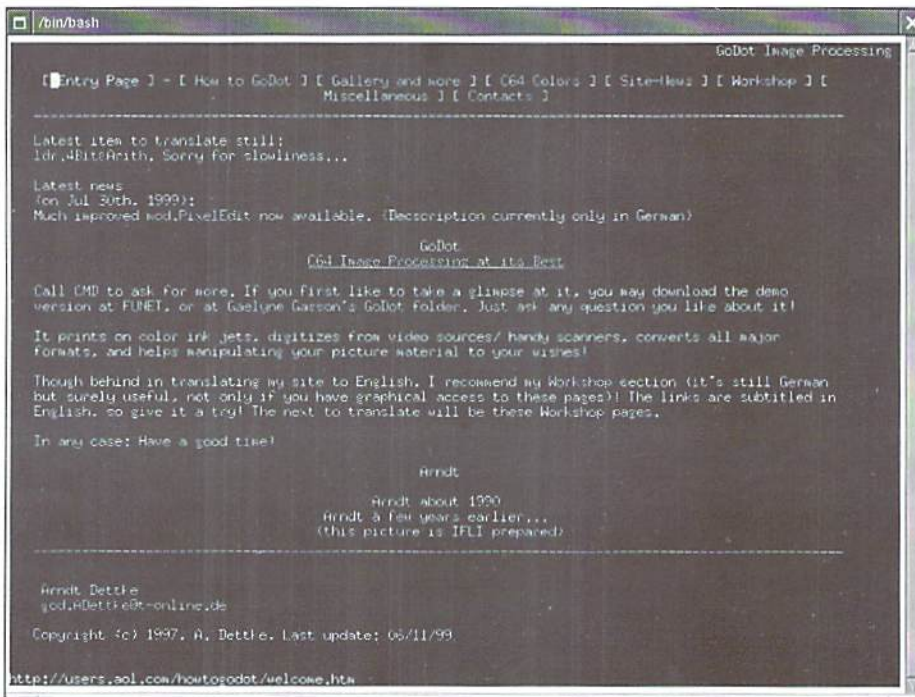 /bin/bash
GoDot Image Processing
[ Entry Page ] - [ How to GoDot ] [ Gallery and more ] [ C64 Colors ] [ Site-News ] [ Workshop ] [
Miscellaneous ] [ Contacts ]
Latest item to translate still:
ldr.4BitsArith. Sorry for slowliness...
Latest news
(on Jul 30th, 1999):
Much improved mod.PixelEdit now available. (Decscription currently only in German)
GoDot
C64 Image Processing at its Best
Call CMD to ask for more. If you first like to take a glimpse at it, you may download the demo
version at FUNET, or at Gaelyne Gasson's GoDot folder. Just ask any question you like about it!
It prints on color ink jets, digitizes from video sources/ handy scanners, converts all major
formats, and helps manipulating your picture material to your wishes!
Though behind in translating my site to English, I recommend my Workshop section (it's still German
but surely useful, not only if you have graphical access to these pages)! The links are subtitled in
English, so give it a try! The next to translate will be these Workshop pages.
In any case: Have a good time!
Arndt
Arndt about 1990
Arndt a few years earlier...
(this picture is IFLI prepared)
Arndt Dettke
god.ADettke@t-online.de
Copyright (c) 1997, A. Dettke. Last update: 06/11/99
http://users.aol.com/howtogodot/welcome.htm